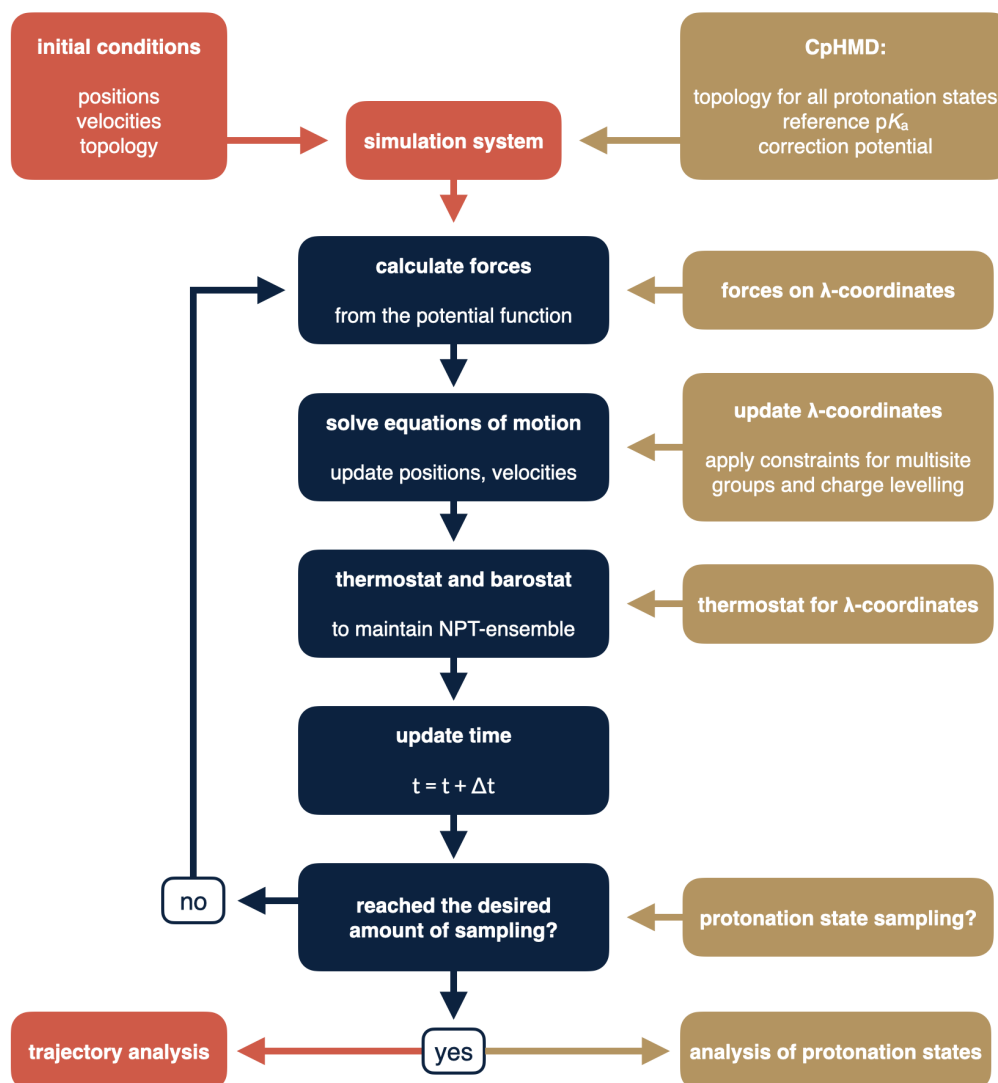 initial conditions
positions
velocities
topology
simulation system
CpHMD:
topology for all protonation states
reference pKa
correction potential
calculate forces
from the potential function
forces on λ-coordinates
solve equations of motion
update positions, velocities
update λ-coordinates
apply constraints for multisite
groups and charge levelling
thermostat and barostat
to maintain NPT-ensemble
thermostat for λ-coordinates
update time
t = t + Δt
no
reached the desired
amount of sampling?
protonation state sampling?
trajectory analysis
yes
analysis of protonation states